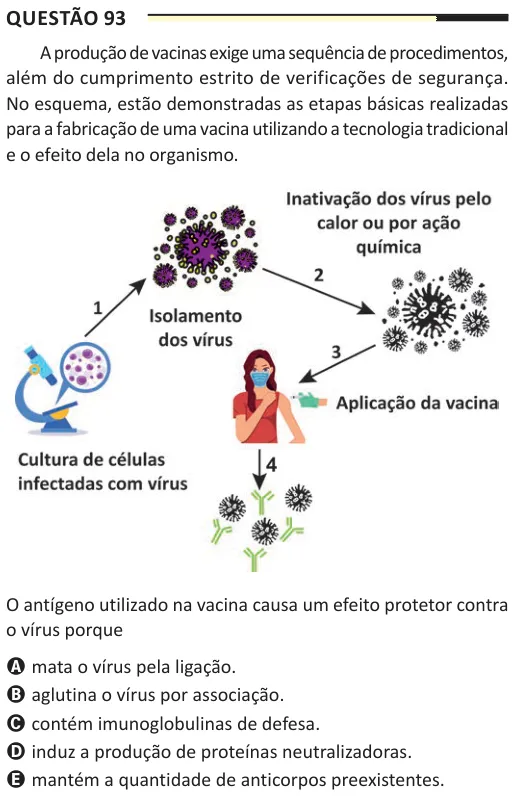 QUESTÃO 93
A produção de vacinas exige uma sequência de procedimentos,
além do cumprimento estrito de verificações de segurança.
No esquema, estão demonstradas as etapas básicas realizadas
para a fabricação de uma vacina utilizando a tecnologia tradicional
e o efeito dela no organismo.
Inativação dos vírus pelo
calor ou por ação
química
2
1
Isolamento
dos vírus
3
Aplicação da vacina
Cultura de células
infectadas com vírus
4
O antígeno utilizado na vacina causa um efeito protetor contra
o vírus porque
A mata o vírus pela ligação.
B aglutina o vírus por associação.
C contém imunoglobulinas de defesa.
D induz a produção de proteínas neutralizadoras.
E mantém a quantidade de anticorpos preexistentes.